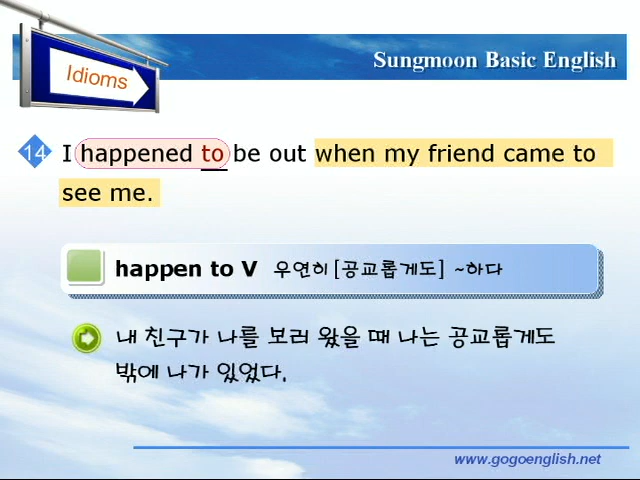 Idioms
Sungmoon Basic English
14 I happened to be out when my friend came to
see me.
happen to V 우연히 [공교롭게도] ~하다
내 친구가 나를 보러 왔을 때 나는 공교롭게도
밖에 나가 있었다.
www.gogoenglish.net